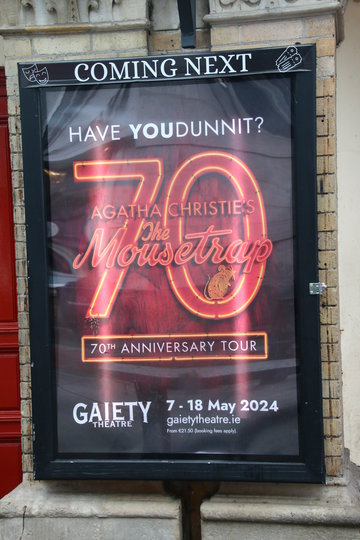 COMING NEXT
HAVE YOUDUNNIT?
70
AGATHA CHRISTIE'S
The
Mousetrap
70TH ANNIVERSARY TOUR
GAIETY
THEATRE
7 - 18 May 2024
gaietytheatre.ie
From €21.50 (booking fees apply)